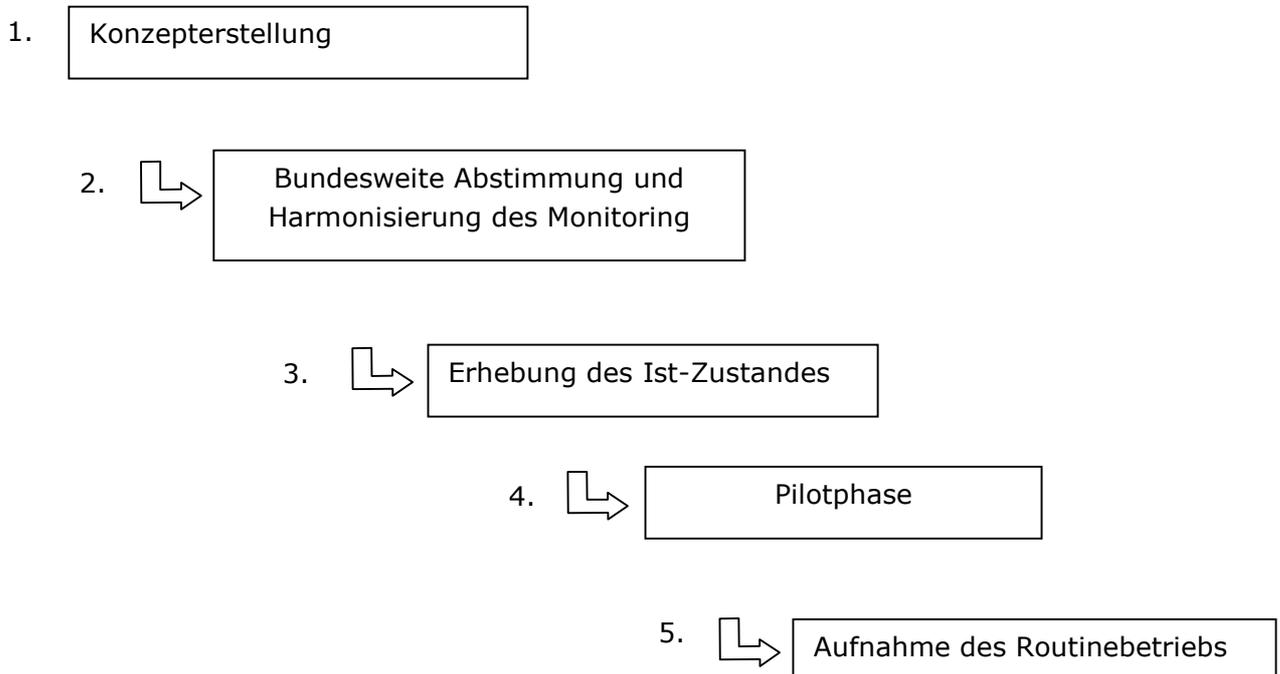 1. Konzepterstellung
2. Bundesweite Abstimmung und
Harmonisierung des Monitoring
3. Erhebung des Ist-Zustandes
4. Pilotphase
5. Aufnahme des Routinebetriebs